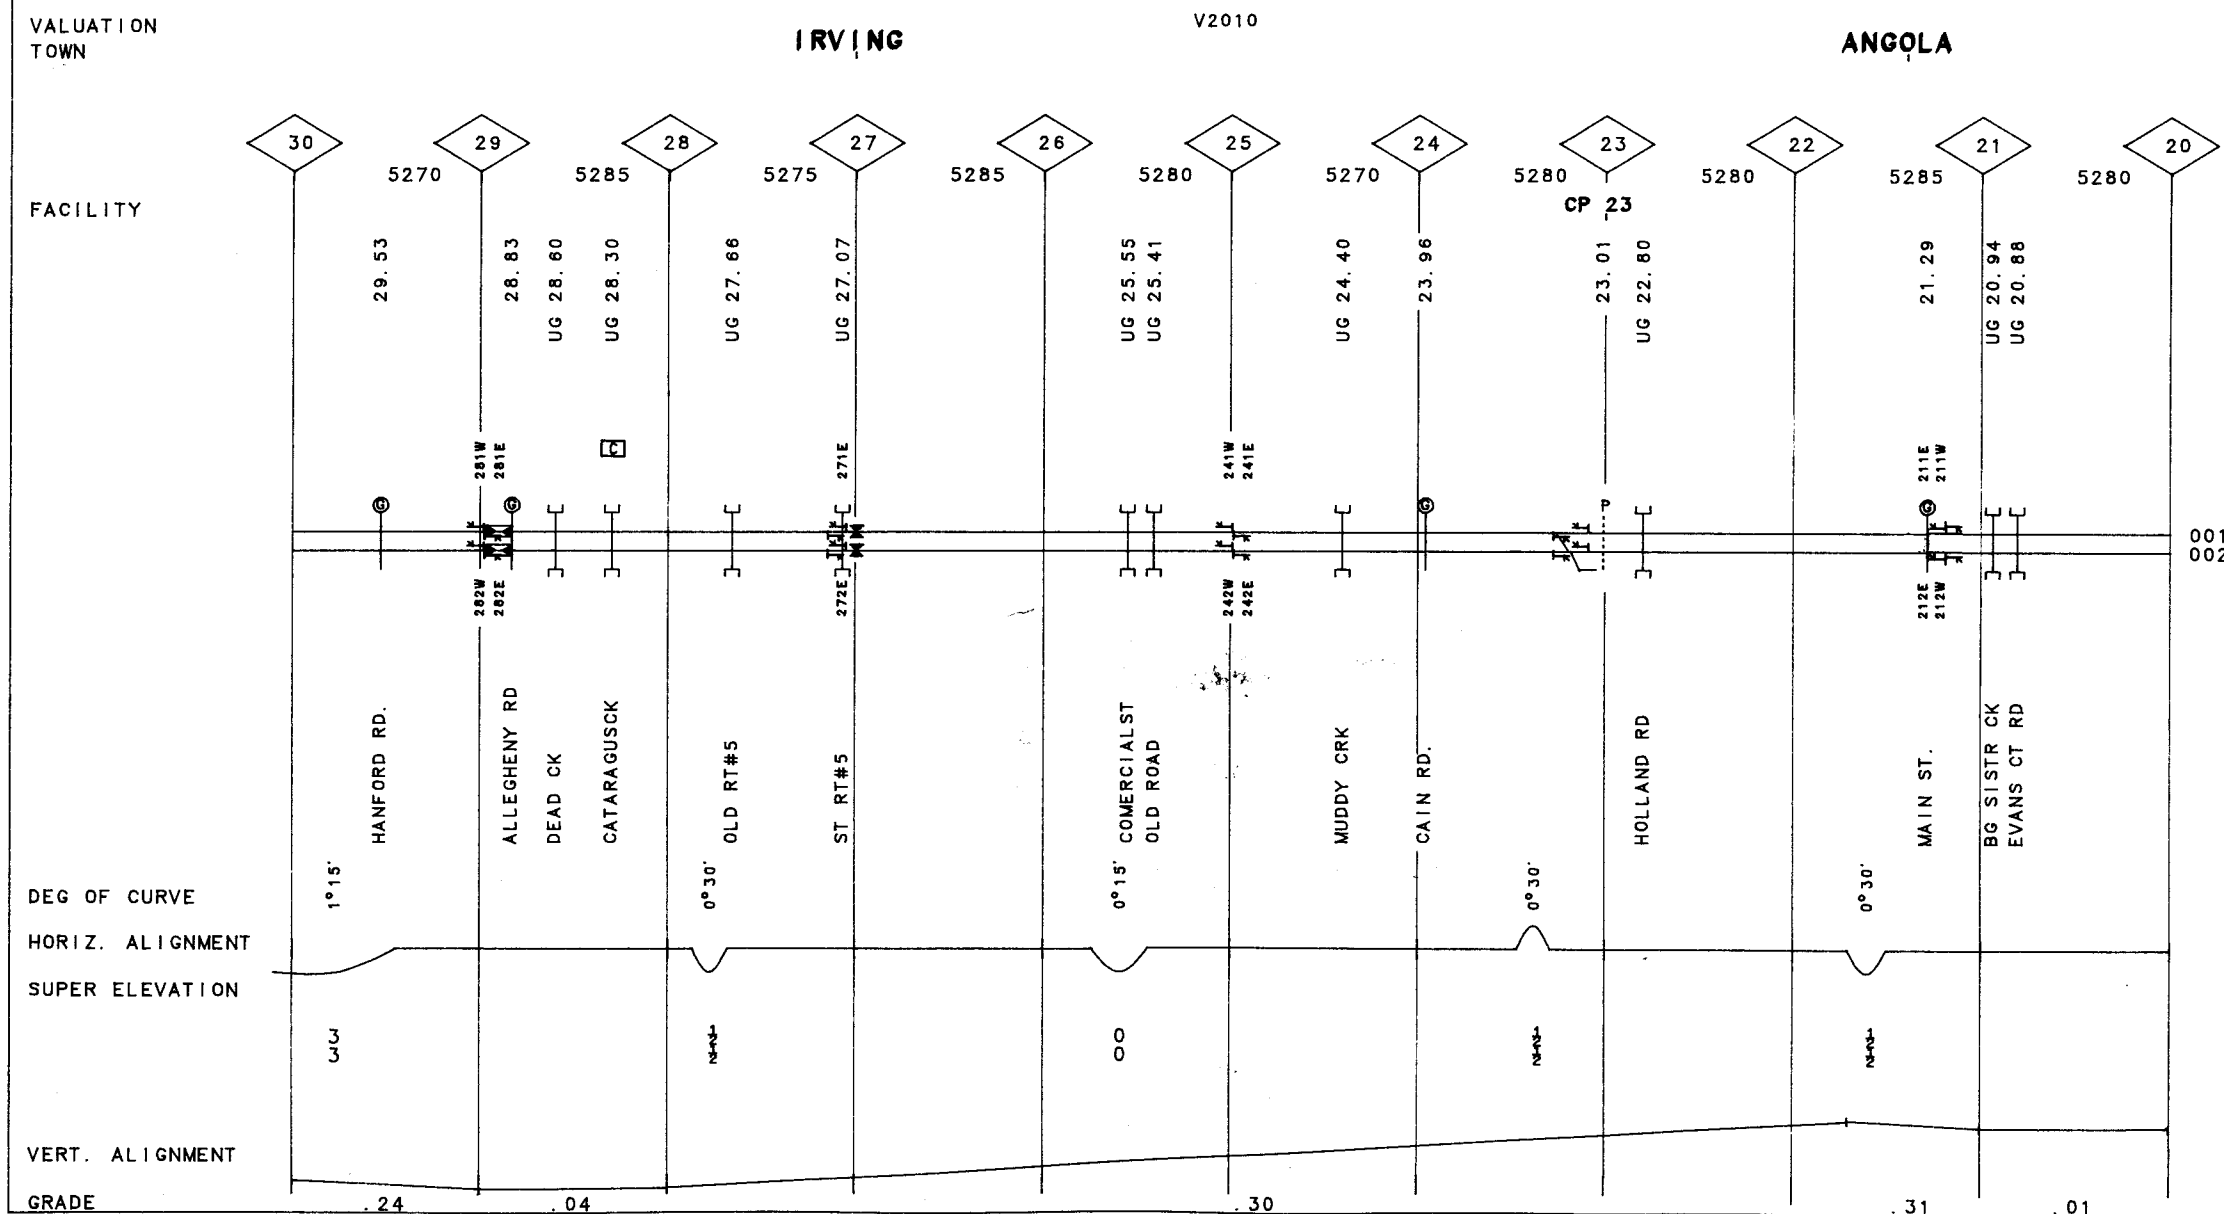 VALUATION
V2010
TOWN
IRVING
ANGOLA
30 29 28 27 26 25 24 23 22 21 20
5270 5285 5275 5285 5280 5270 5280 5280 5285 5280
FACILITY
CP 23
29.53
28.83
UG 28.60
UG 28.30
UG 27.66
UG 27.07
UG 25.55
UG 25.41
UG 24.40
23.96
23.01
UG 22.80
21.29
UG 20.94
UG 20.88
281W
281E
C
271E
241W
241E
211E
211W
G
G
G
P
G
001
002
282W
282E
272E
242W
242E
212E
212W
HANFORD RD.
ALLEGHENY RD
DEAD CK
CATARAGUSCK
OLD RT#5
ST RT#5
COMERCIALST
OLD ROAD
MUDDY CRK
CAIN RD.
HOLLAND RD
MAIN ST.
BG SISTR CK
EVANS CT RD
DEG OF CURVE
1°15'
0°30'
0°15'
0°30'
0°30'
HORIZ. ALIGNMENT
SUPER ELEVATION
3 0
3 0
VERT. ALIGNMENT
GRADE
.24 .04 .30 .31 .01